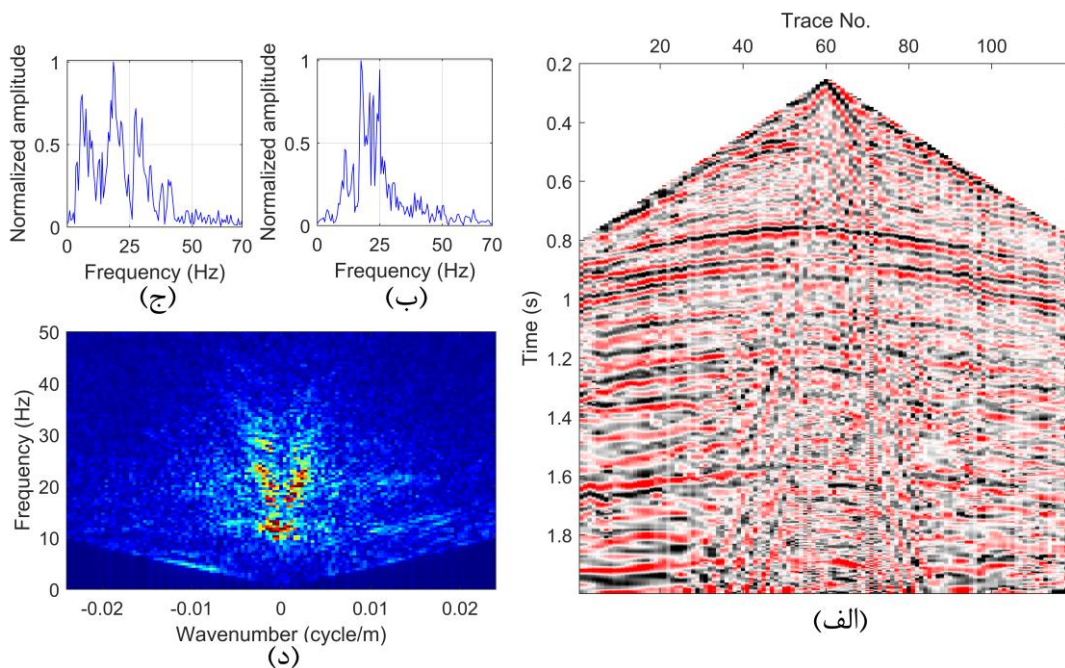 Normalized amplitude
1
0.5
0
0 25 50 70
Frequency (Hz)
(ج)
Normalized amplitude
1
0.5
0
0 25 50 70
Frequency (Hz)
(ب)
Frequency (Hz)
50
40
30
20
10
0
-0.02 -0.01 0 0.01 0.02
Wavenumber (cycle/m)
(د)
Trace No.
20 40 60 80 100
Time (s)
0.2
0.4
0.6
0.8
1
1.2
1.4
1.6
1.8
(الف)